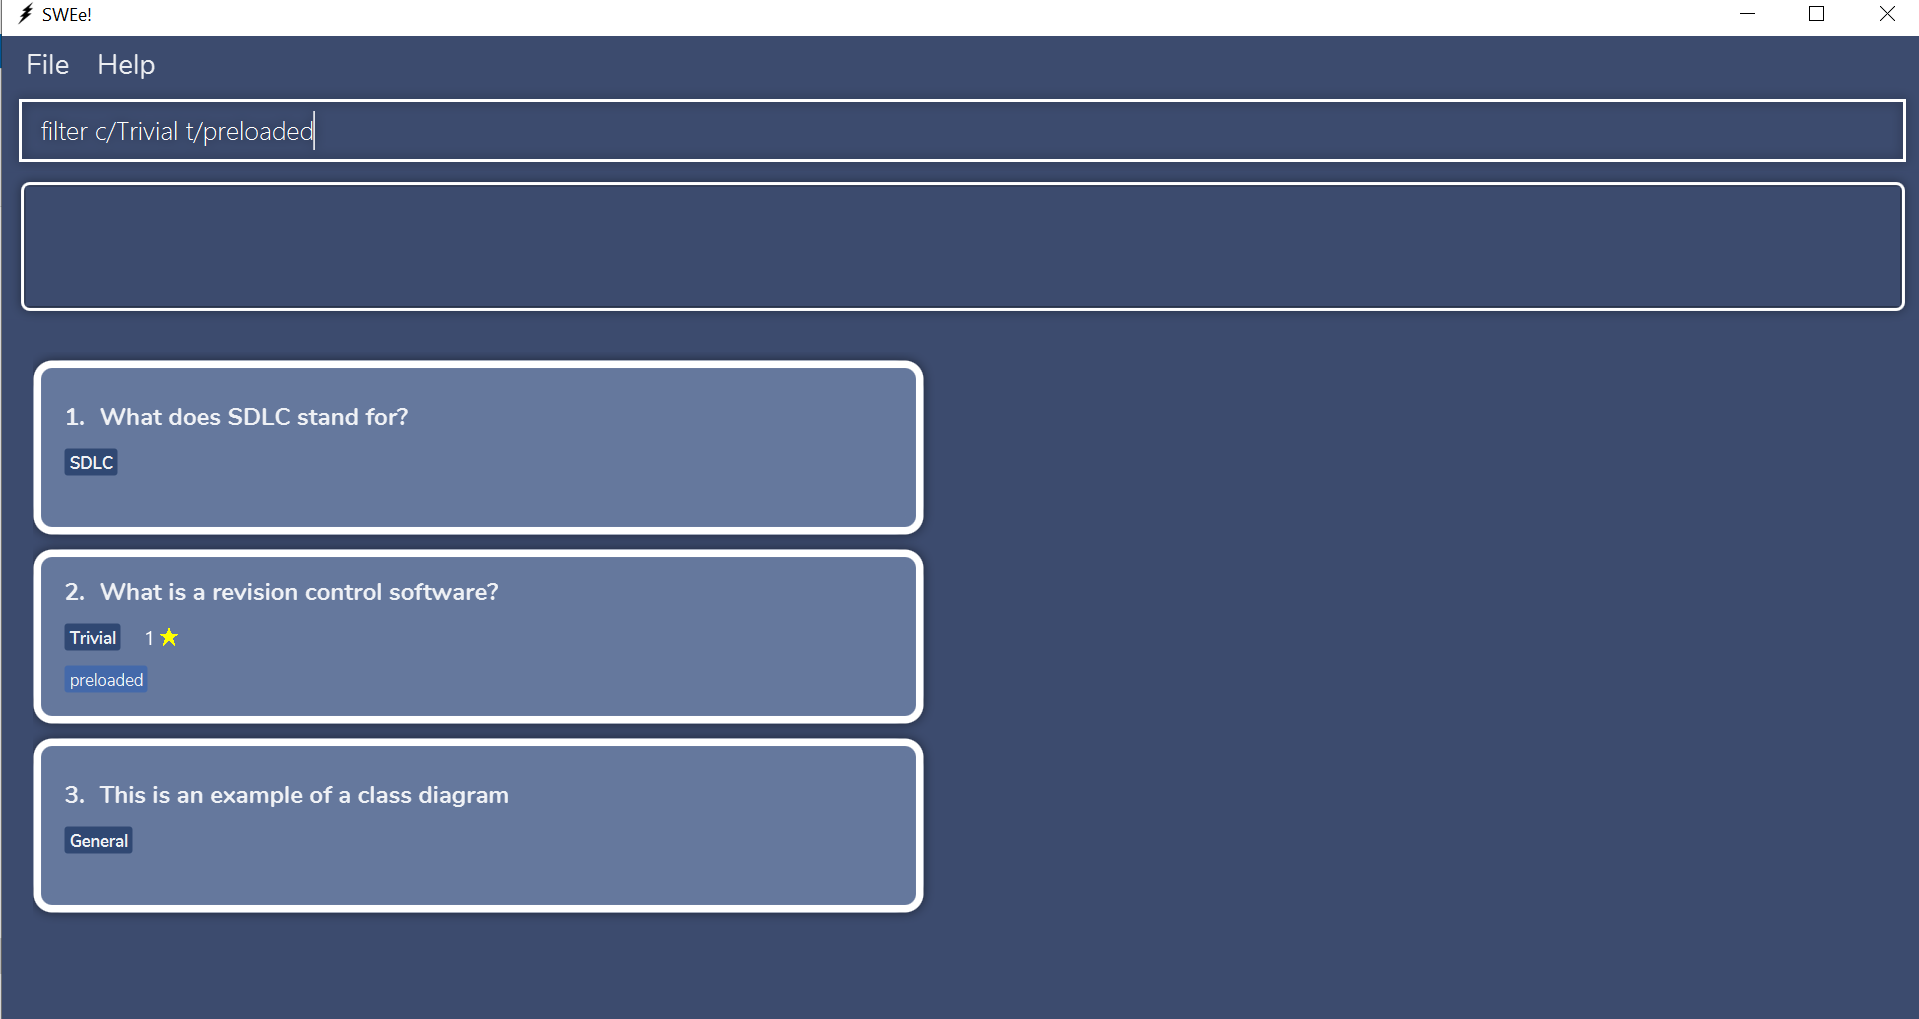 SWEe!
File Help
filter c/Trivial t/preloaded
1. What does SDLC stand for?
SDLC
2. What is a revision control software?
Trivial 1 ★
preloaded
3. This is an example of a class diagram
General